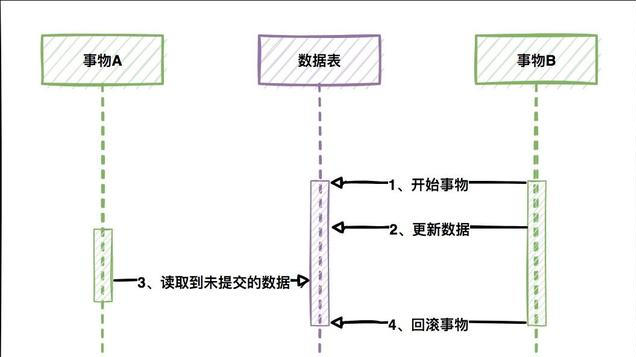 事物A
数据表
事物B
1、开始事物
2、更新数据
3、读取到未提交的数据
4、回滚事物